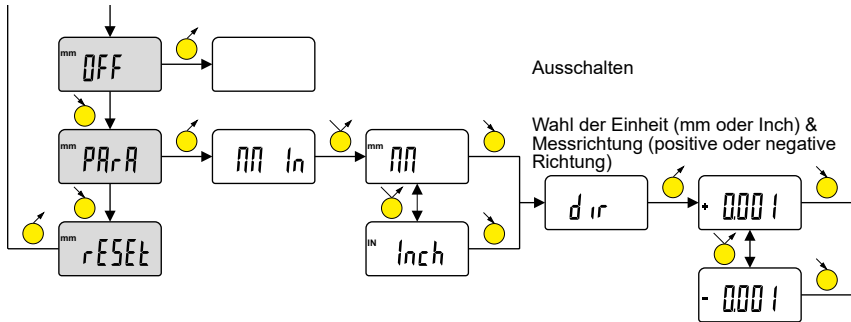 mm OFF
Ausschalten
mm PArA
mm In
mm mm
Wahl der Einheit (mm oder Inch) &
Messrichtung (positive oder negative
Richtung)
dir
+ 0.001
mm rESEt
IN Inch
- 0.001